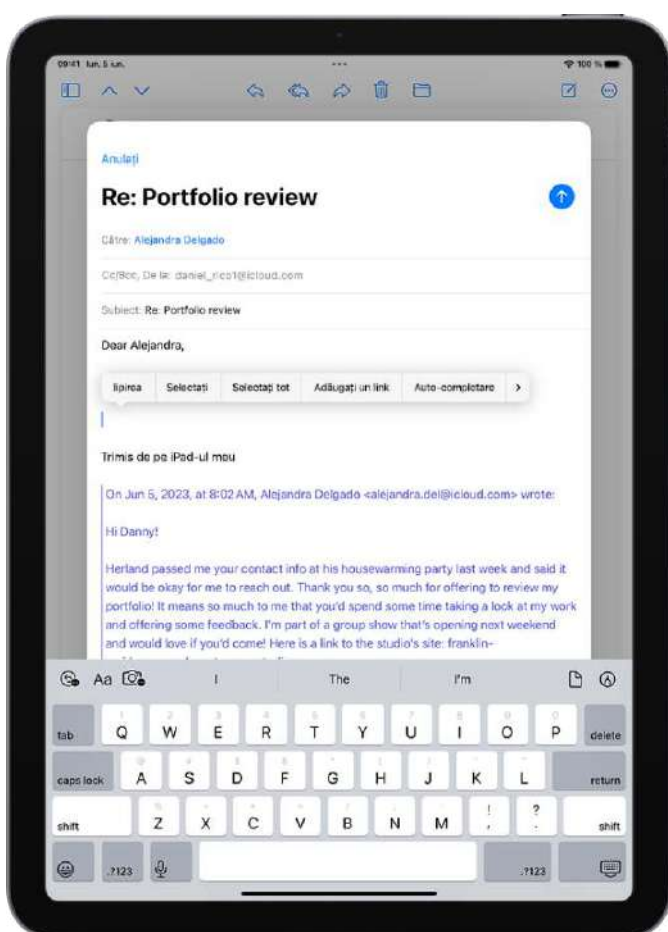 09:41 lun. 5 iun.
100 %
Anulați
Re: Portfolio review
Către: Alejandra Delgado
Cc/Bcc, De la: daniel_rico1@icloud.com
Subiect: Re: Portfolio review
Dear Alejandra,
lipirea Selectați Selectați tot Adăugați un link Auto-completare
Trimis de pe iPad-ul meu
On Jun 5, 2023, at 8:02 AM, Alejandra Delgado <alejandra.del@icloud.com> wrote:
Hi Danny!
Herland passed me your contact info at his housewarming party last week and said it
would be okay for me to reach out. Thank you so, so much for offering to review my
portfolio! It means so much to me that you'd spend some time taking a look at my work
and offering some feedback. I'm part of a group show that's opening next weekend
and would love if you'd come! Here is a link to the studio's site: franklin-
Aa I The I'm
tab Q W E R T Y U I O P delete
caps lock A S D F G H J K L return
shift Z X C V B N M ! , ? . shift
.?123 .?123